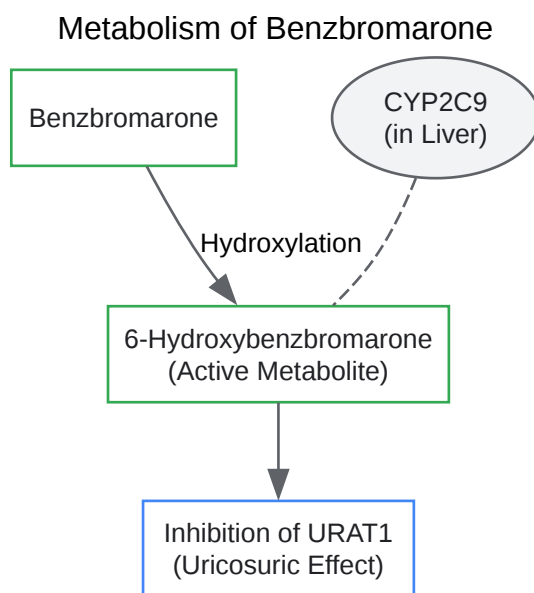 Metabolism of Benzbromarone
Benzbromarone
CYP2C9
(in Liver)
Hydroxylation
6-Hydroxybenzbromarone
(Active Metabolite)
Inhibition of URAT1
(Uricosuric Effect)